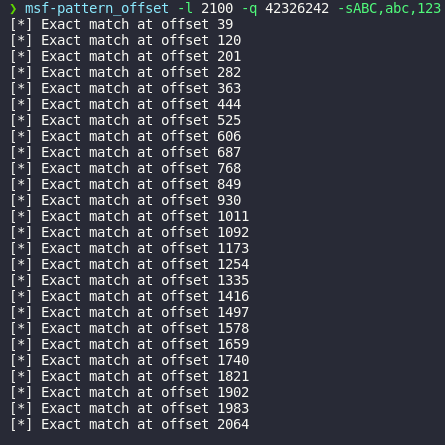 ❯ msf-pattern_offset -l 2100 -q 42326242 -sABC,abc,123
[*] Exact match at offset 39
[*] Exact match at offset 120
[*] Exact match at offset 201
[*] Exact match at offset 282
[*] Exact match at offset 363
[*] Exact match at offset 444
[*] Exact match at offset 525
[*] Exact match at offset 606
[*] Exact match at offset 687
[*] Exact match at offset 768
[*] Exact match at offset 849
[*] Exact match at offset 930
[*] Exact match at offset 1011
[*] Exact match at offset 1092
[*] Exact match at offset 1173
[*] Exact match at offset 1254
[*] Exact match at offset 1335
[*] Exact match at offset 1416
[*] Exact match at offset 1497
[*] Exact match at offset 1578
[*] Exact match at offset 1659
[*] Exact match at offset 1740
[*] Exact match at offset 1821
[*] Exact match at offset 1902
[*] Exact match at offset 1983
[*] Exact match at offset 2064